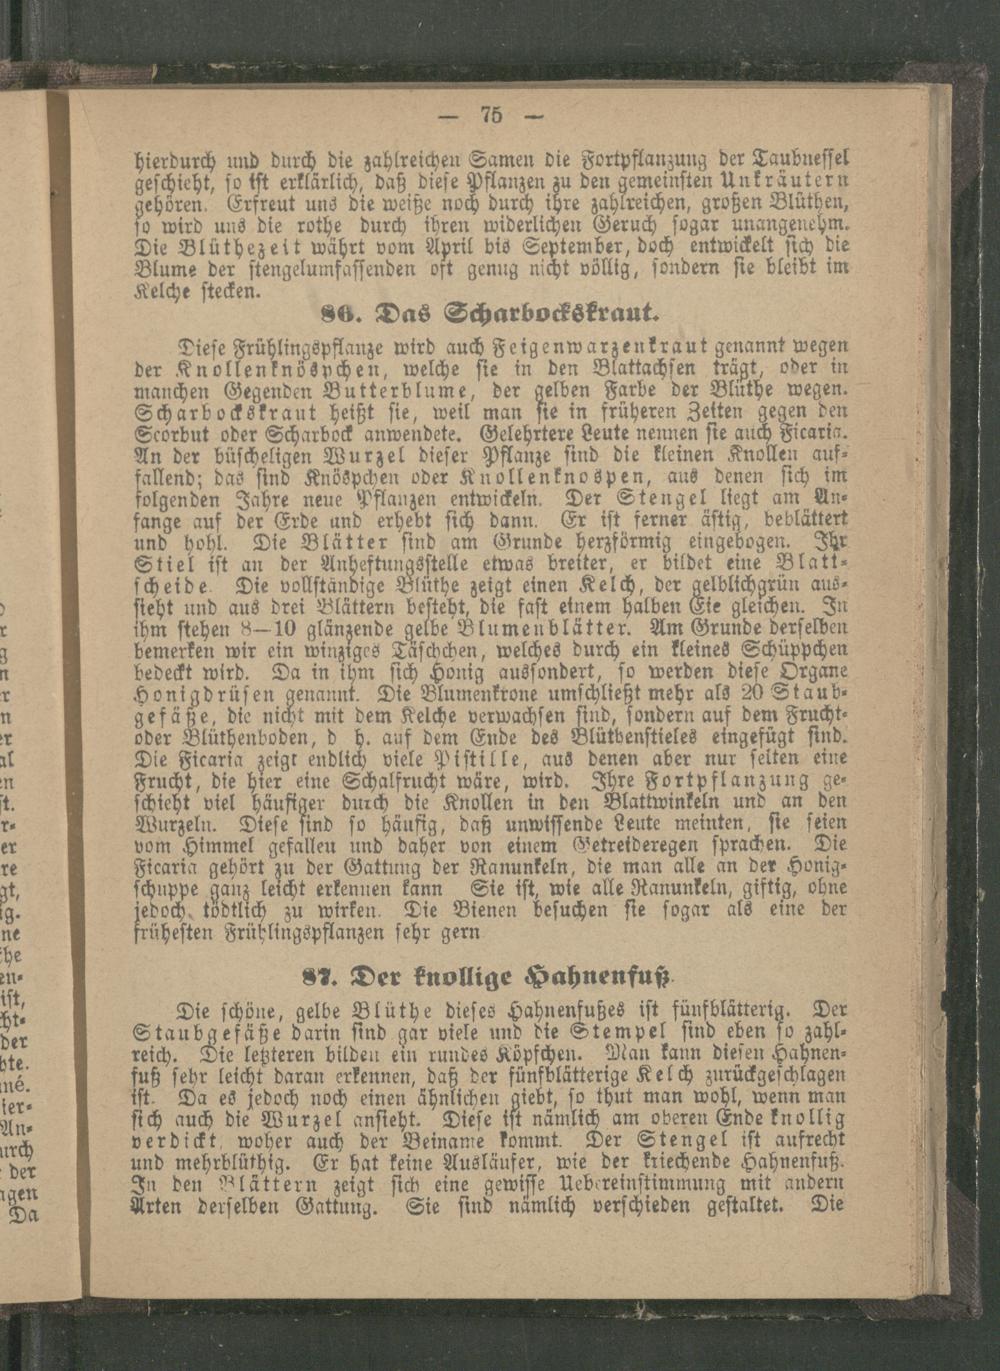 — 75 —
hierdurch und durch die zahlreichen Samen die Fortpflanzung der Taubnessel
geschieht, so ist erklärlich, daß diese Pflanzen zu den gemeinsten Unkräutern
gehören. Erfreut uns die weiße noch durch ihre zahlreichen, großen Blüthen,
so wird uns die rothe durch ihren widerlichen Geruch sogar unangenehm.
Die Blüthezeit währt vom April bis September, doch entwickelt sich die
Blume der stengelumfassenden oft genug nicht völlig, sondern sie bleibt im
Kelche stecken.
86. Das Scharbockskraut.
Diese Frühlingspflanze wird auch Feigenwarzenkraut genannt wegen
der Knollenknöspchen, welche sie in den Blattachsen trägt, oder in
manchen Gegenden Butterblume, der gelben Farbe der Blüthe wegen.
Scharbockskraut heißt sie, weil man sie in früheren Zeiten gegen den
Scorbut oder Scharbock anwendete. Gelehrtere Leute nennen sie auch Ficaria.
An der büscheligen Wurzel dieser Pflanze sind die kleinen Knollen auf-
fallend; das sind Knöspchen oder Knollenknospen, aus denen sich im
folgenden Jahre neue Pflanzen entwickeln. Der Stengel liegt am An-
fange auf der Erde und erhebt sich dann. Er ist ferner ästig, beblättert
und hohl. Die Blätter sind am Grunde herzförmig eingebogen. Ihr
Stiel ist an der Anheftungsstelle etwas breiter, er bildet eine Blatt-
scheide. Die vollständige Blüthe zeigt einen Kelch, der gelblichgrün aus-
sieht und aus drei Blättern besteht, die fast einem halben Eie gleichen. In
ihm stehen 8—10 glänzende gelbe Blumenblätter. Am Grunde derselben
bemerken wir ein winziges Täschchen, welches durch ein kleines Schüppchen
bedeckt wird. Da in ihm sich Honig aussondert, so werden diese Organe
Honigdrüsen genannt. Die Blumenkrone umschließt mehr als 20 Staub-
gefäße, die nicht mit dem Kelche verwachsen sind, sondern auf dem Frucht-
oder Blüthenboden, d h. auf dem Ende des Blüthenstieles eingefügt sind.
Die Ficaria zeigt endlich viele Pistille, aus denen aber nur selten eine
Frucht, die hier eine Schalfrucht wäre, wird. Ihre Fortpflanzung ge-
schieht viel häufiger durch die Knollen in den Blattwinkeln und an den
Wurzeln. Diese sind so häufig, daß unwissende Leute meinten, sie seien
vom Himmel gefallen und daher von einem Getreideregen sprachen. Die
Ficaria gehört zu der Gattung der Ranunkeln, die man alle an der Honig-
schuppe ganz leicht erkennen kann Sie ist, wie alle Ranunkeln, giftig, ohne
jedoch tödtlich zu wirken. Die Bienen besuchen sie sogar als eine der
frühesten Frühlingspflanzen sehr gern
87. Der knollige Hahnenfuß.
Die schöne, gelbe Blüthe dieses Hahnenfußes ist fünfblätterig. Der
Staubgefäße darin sind gar viele und die Stempel sind eben so zahl-
reich. Die letzteren bilden ein rundes Köpfchen. Man kann diesen Hahnen-
fuß sehr leicht daran erkennen, daß der fünfblätterige Kelch zurückgeschlagen
ist. Da es jedoch noch einen ähnlichen giebt, so thut man wohl, wenn man
sich auch die Wurzel ansieht. Diese ist nämlich am oberen Ende knollig
verdickt, woher auch der Beiname kommt. Der Stengel ist aufrecht
und mehrblüthig. Er hat keine Ausläufer, wie der kriechende Hahnenfuß.
In den Blättern zeigt sich eine gewisse Uebereinstimmung mit andern
Arten derselben Gattung. Sie sind nämlich verschieden gestaltet. Die